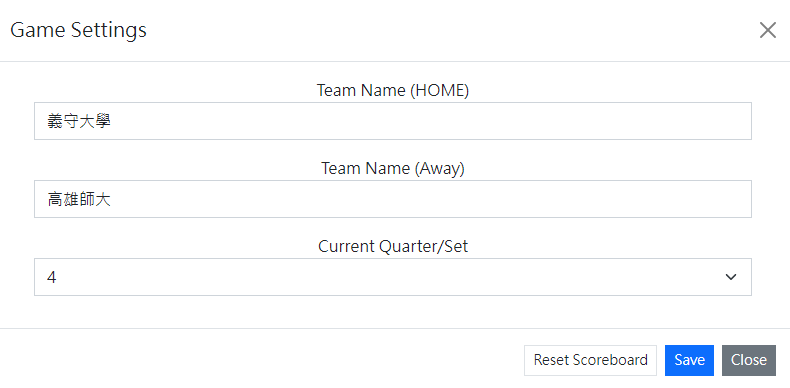 Game Settings
Team Name (HOME)
義守大學
Team Name (Away)
高雄師大
Current Quarter/Set
4
Reset Scoreboard
Save
Close